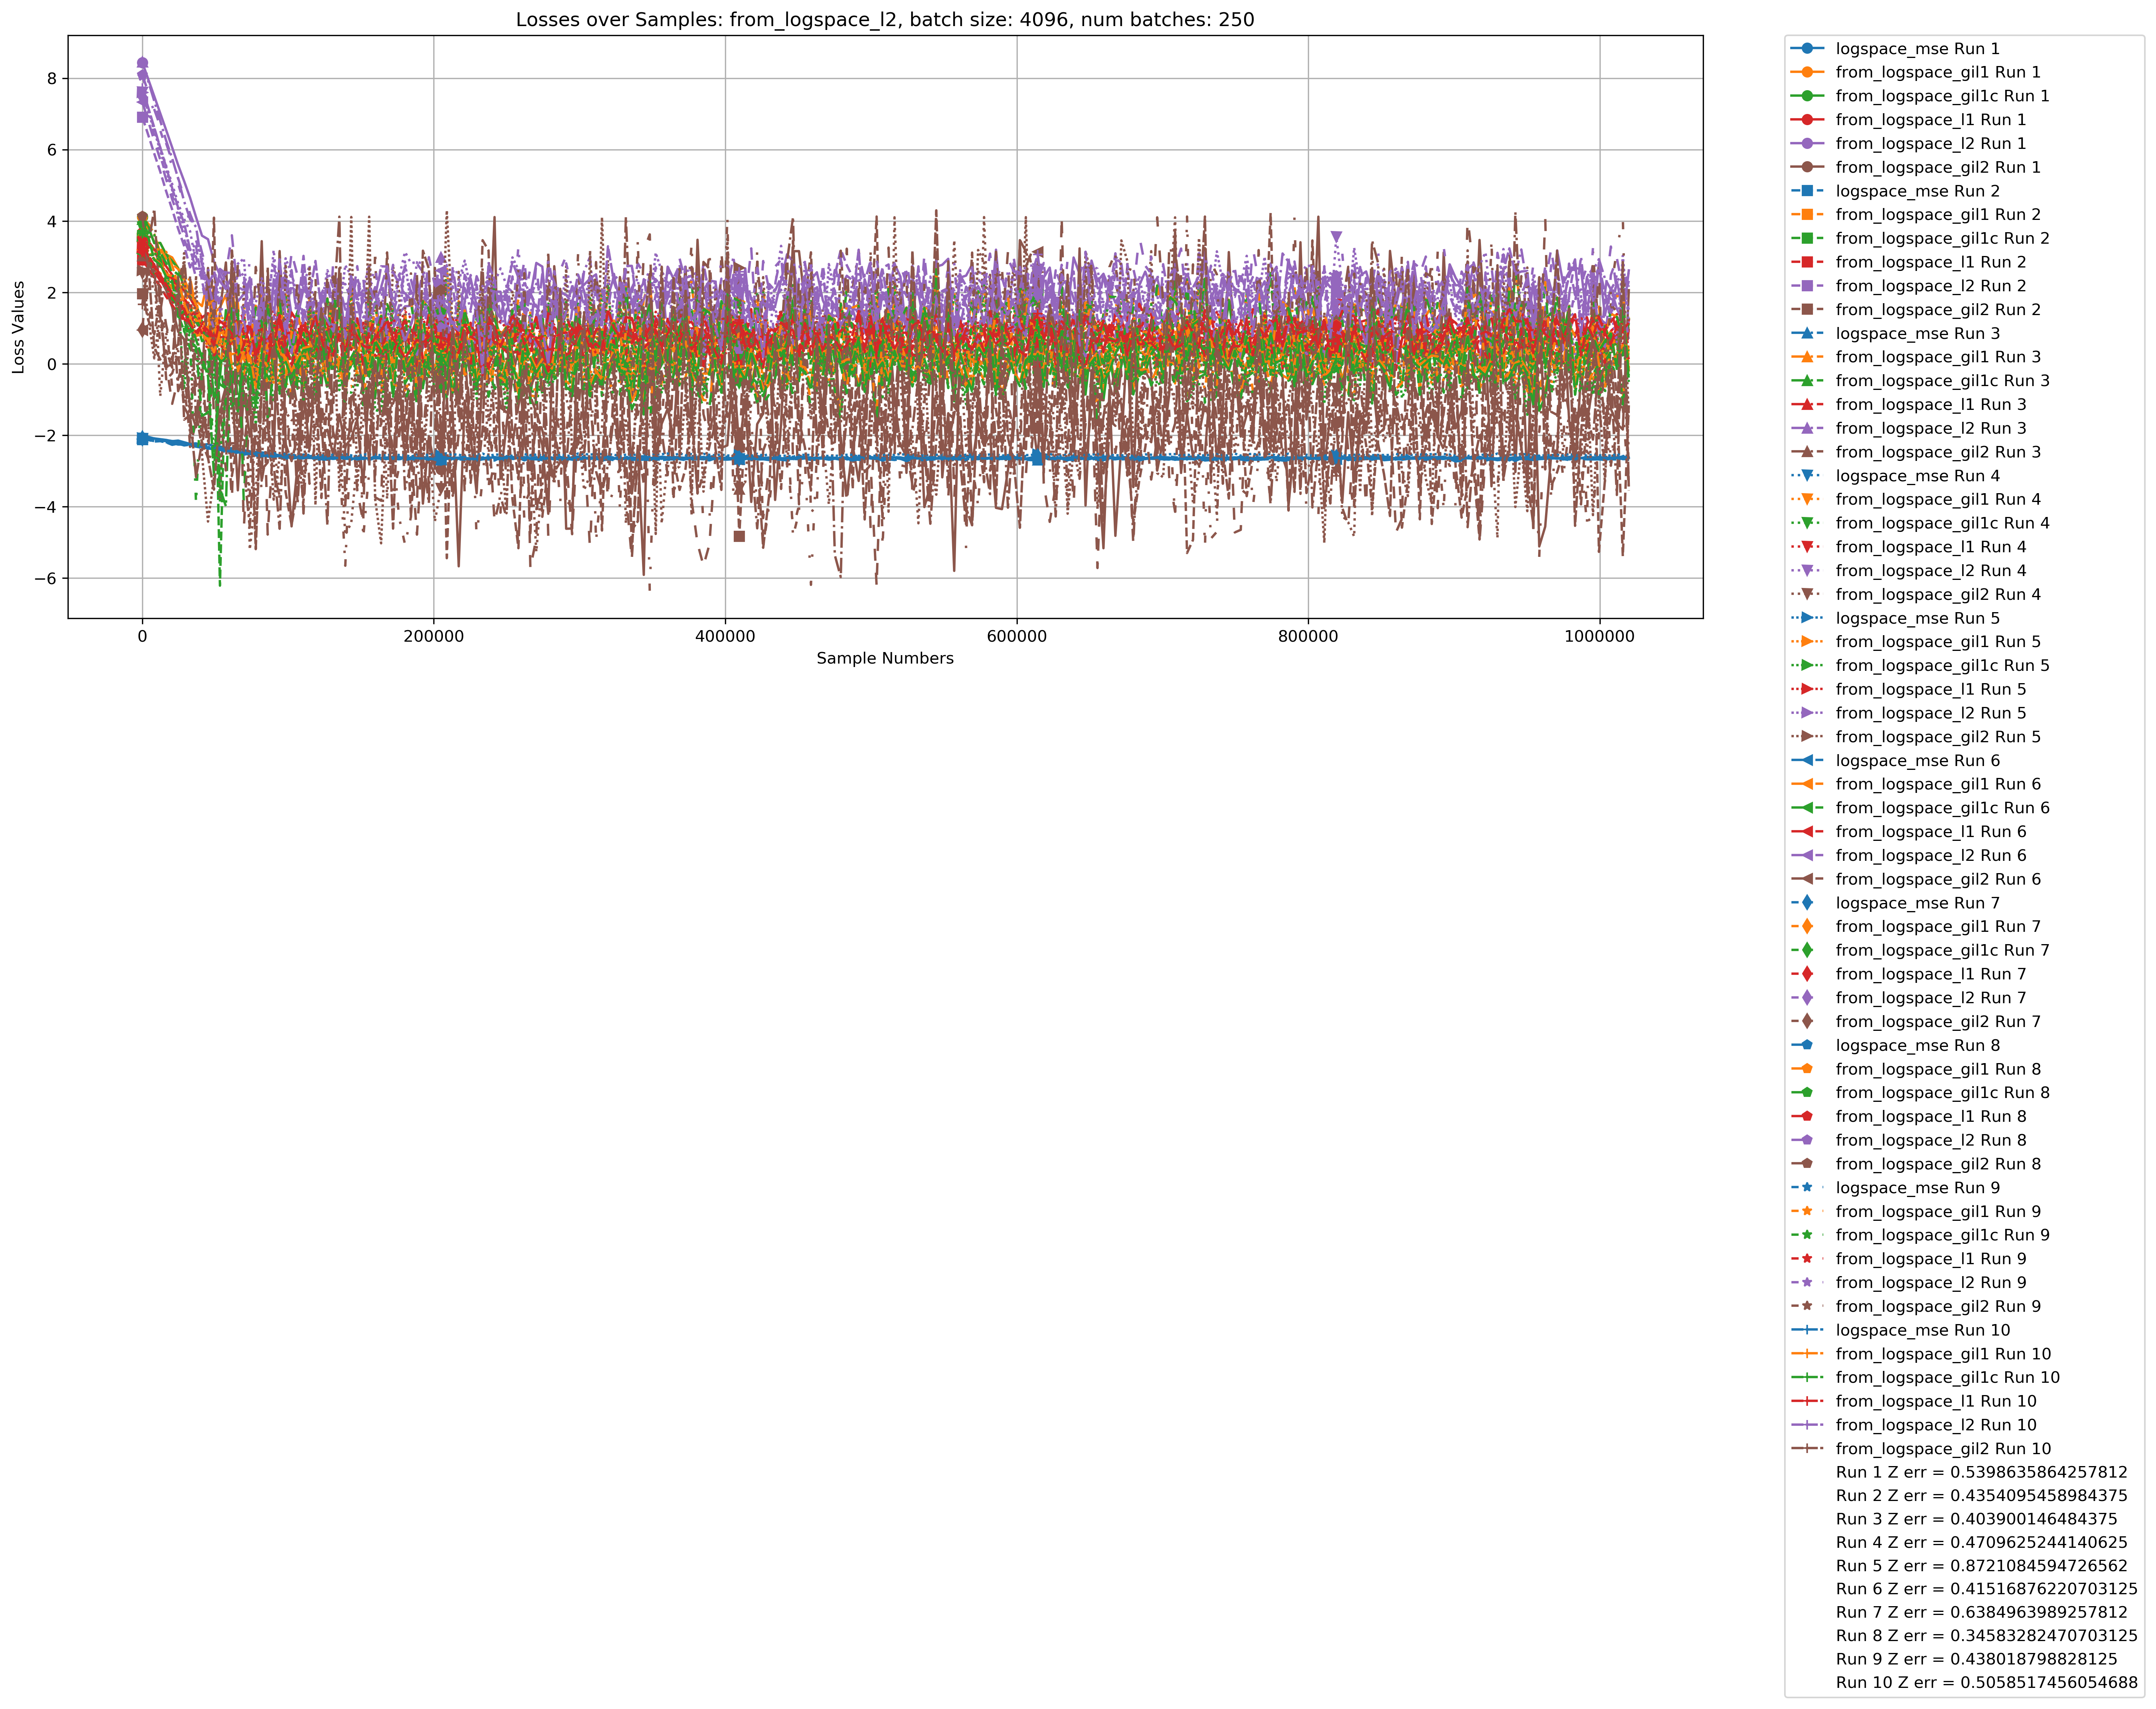 Losses over Samples: from_logspace_l2, batch size: 4096, num batches: 250
Loss Values
8
6
4
2
0
−2
−4
−6
0
200000
400000
600000
800000
1000000
Sample Numbers
logspace_mse Run 1
from_logspace_gil1 Run 1
from_logspace_gil1c Run 1
from_logspace_l1 Run 1
from_logspace_l2 Run 1
from_logspace_gil2 Run 1
logspace_mse Run 2
from_logspace_gil1 Run 2
from_logspace_gil1c Run 2
from_logspace_l1 Run 2
from_logspace_l2 Run 2
from_logspace_gil2 Run 2
logspace_mse Run 3
from_logspace_gil1 Run 3
from_logspace_gil1c Run 3
from_logspace_l1 Run 3
from_logspace_l2 Run 3
from_logspace_gil2 Run 3
logspace_mse Run 4
from_logspace_gil1 Run 4
from_logspace_gil1c Run 4
from_logspace_l1 Run 4
from_logspace_l2 Run 4
from_logspace_gil2 Run 4
logspace_mse Run 5
from_logspace_gil1 Run 5
from_logspace_gil1c Run 5
from_logspace_l1 Run 5
from_logspace_l2 Run 5
from_logspace_gil2 Run 5
logspace_mse Run 6
from_logspace_gil1 Run 6
from_logspace_gil1c Run 6
from_logspace_l1 Run 6
from_logspace_l2 Run 6
from_logspace_gil2 Run 6
logspace_mse Run 7
from_logspace_gil1 Run 7
from_logspace_gil1c Run 7
from_logspace_l1 Run 7
from_logspace_l2 Run 7
from_logspace_gil2 Run 7
logspace_mse Run 8
from_logspace_gil1 Run 8
from_logspace_gil1c Run 8
from_logspace_l1 Run 8
from_logspace_l2 Run 8
from_logspace_gil2 Run 8
logspace_mse Run 9
from_logspace_gil1 Run 9
from_logspace_gil1c Run 9
from_logspace_l1 Run 9
from_logspace_l2 Run 9
from_logspace_gil2 Run 9
logspace_mse Run 10
from_logspace_gil1 Run 10
from_logspace_gil1c Run 10
from_logspace_l1 Run 10
from_logspace_l2 Run 10
from_logspace_gil2 Run 10
Run 1 Z err = 0.5398635864257812
Run 2 Z err = 0.4354095458984375
Run 3 Z err = 0.403900146484375
Run 4 Z err = 0.4709625244140625
Run 5 Z err = 0.8721084594726562
Run 6 Z err = 0.41516876220703125
Run 7 Z err = 0.6384963989257812
Run 8 Z err = 0.34583282470703125
Run 9 Z err = 0.438018798828125
Run 10 Z err = 0.5058517456054688